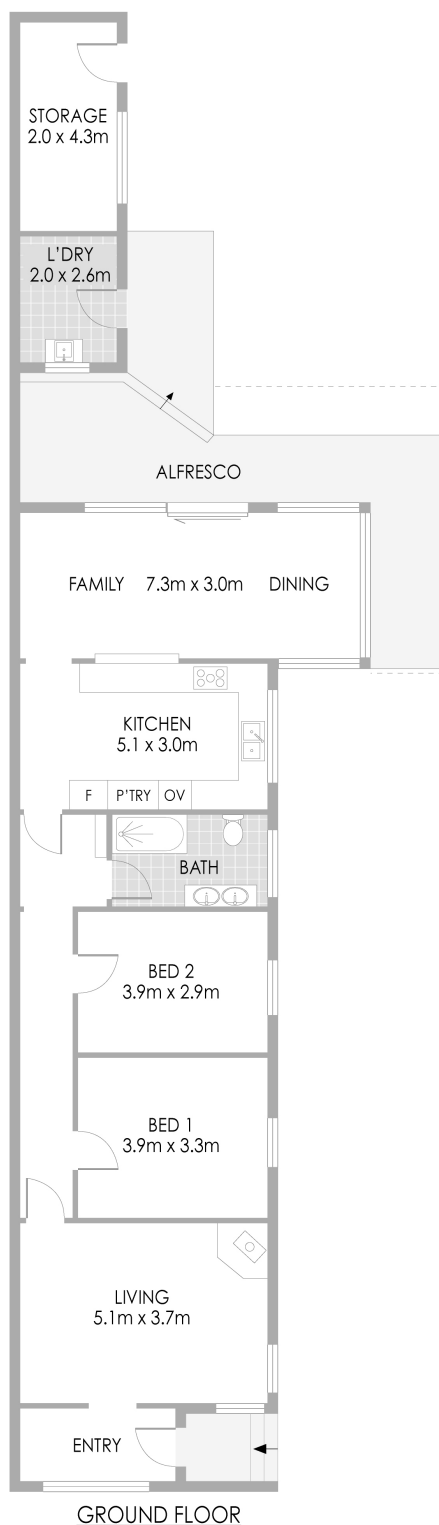 STORAGE
2.0 x 4.3m
L'DRY
2.0 x 2.6m
ALFRESCO
FAMILY 7.3m x 3.0m DINING
KITCHEN
5.1 x 3.0m
F P'TRY OV
BATH
BED 2
3.9m x 2.9m
BED 1
3.9m x 3.3m
LIVING
5.1m x 3.7m
ENTRY
GROUND FLOOR